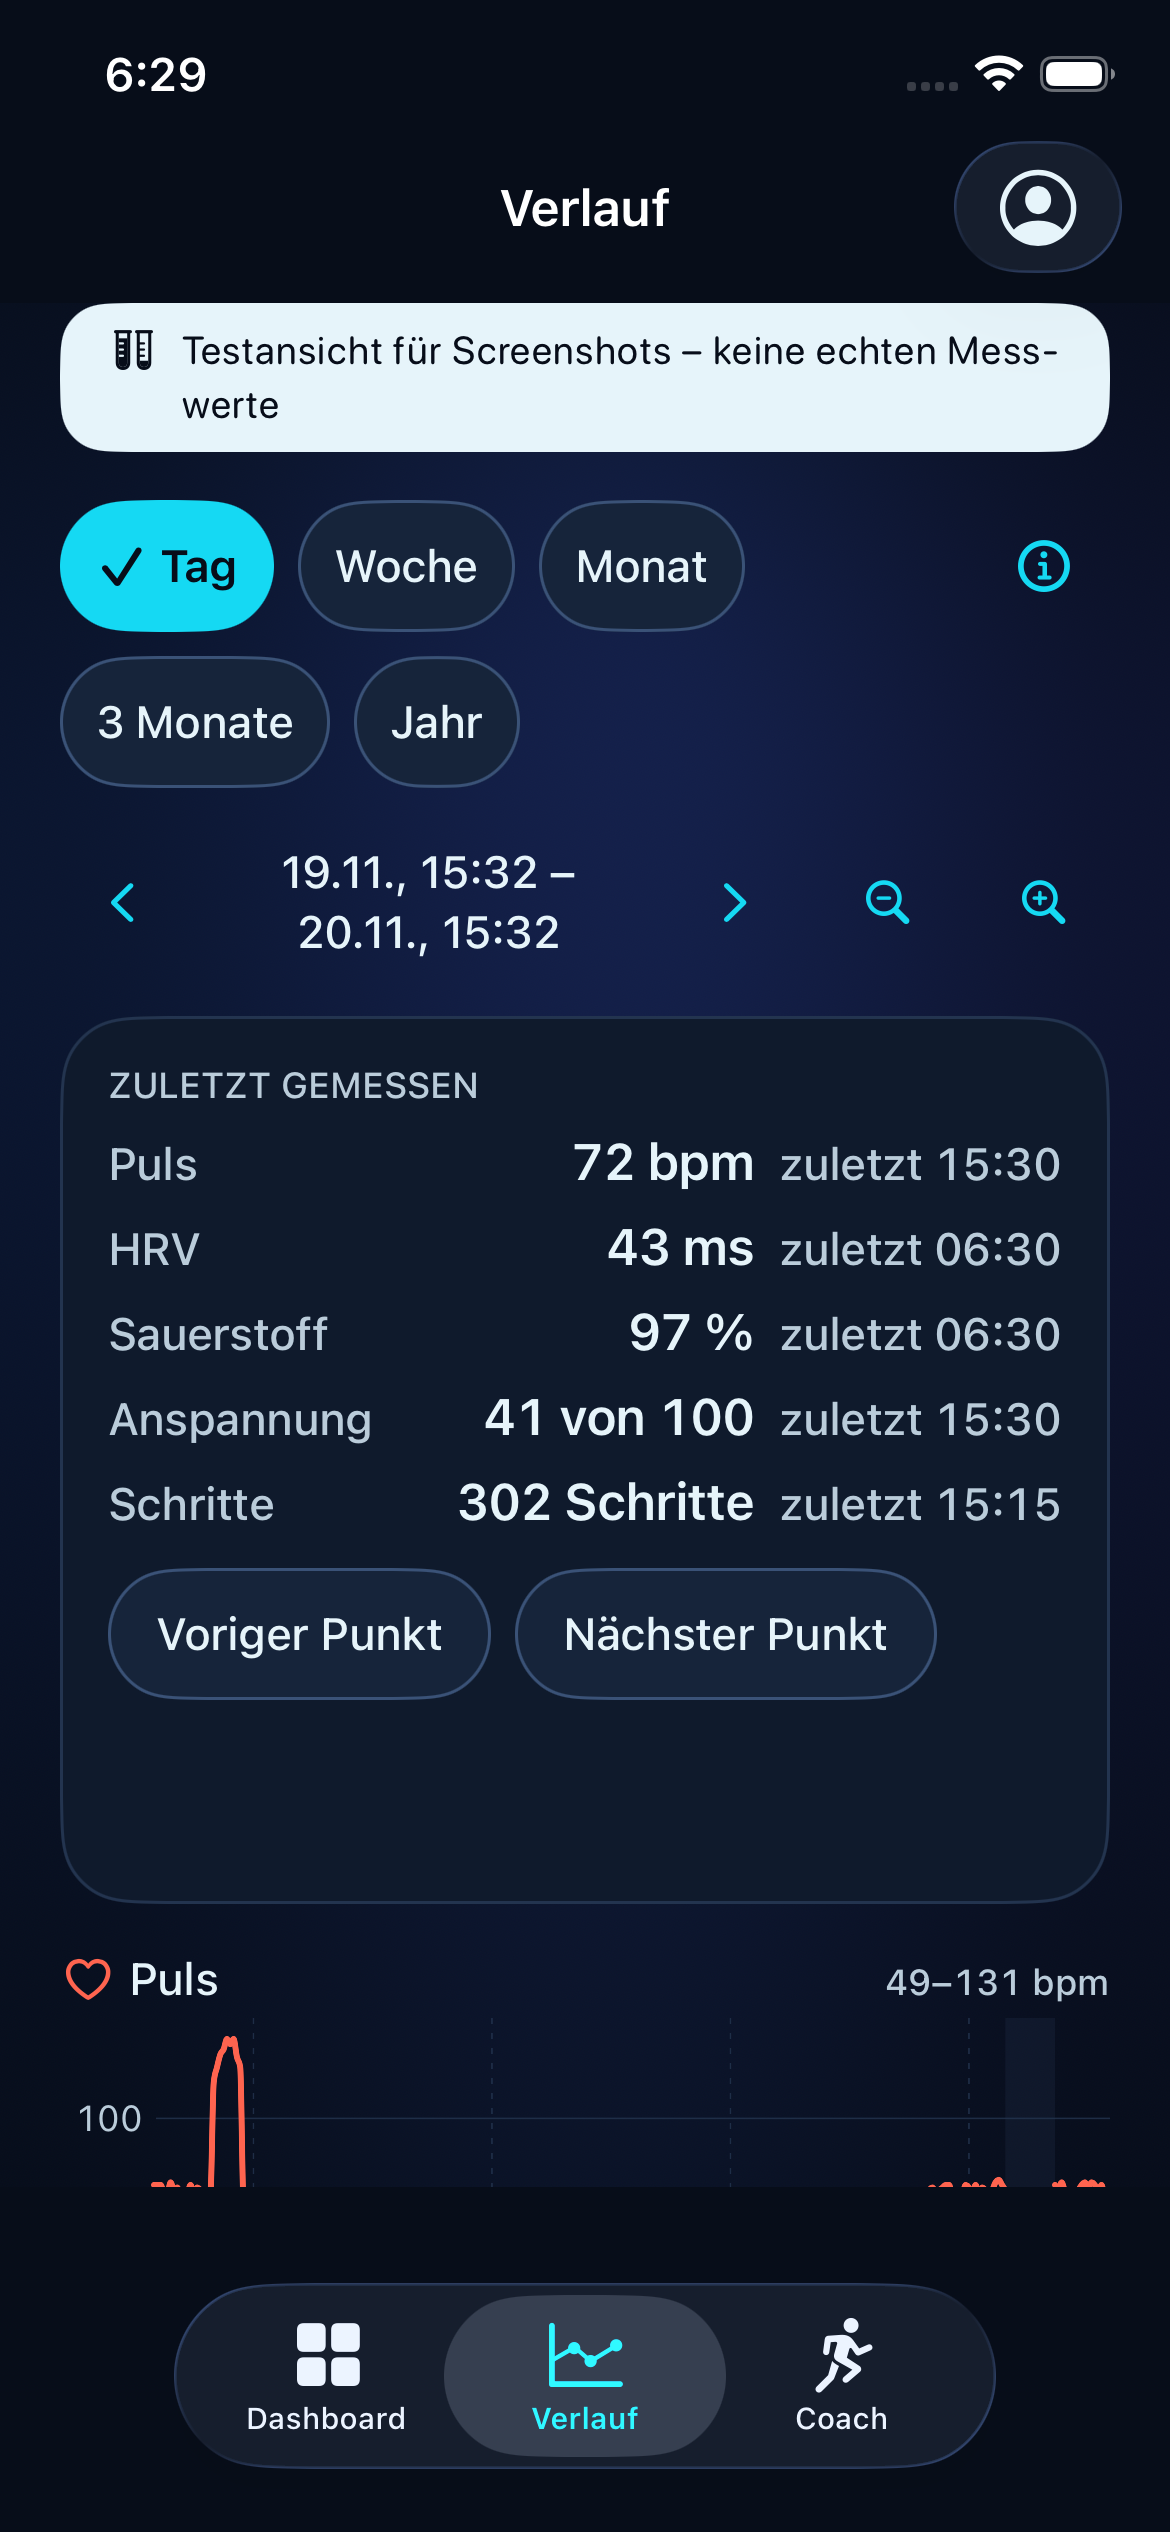 6:29
Verlauf
Testansicht für Screenshots – keine echten Mess-
werte
Tag
Woche
Monat
3 Monate
Jahr
19.11., 15:32 –
20.11., 15:32
ZULETZT GEMESSEN
Puls 72 bpm zuletzt 15:30
HRV 43 ms zuletzt 06:30
Sauerstoff 97 % zuletzt 06:30
Anspannung 41 von 100 zuletzt 15:30
Schritte 302 Schritte zuletzt 15:15
Voriger Punkt
Nächster Punkt
Puls 49–131 bpm
100
Dashboard
Verlauf
Coach